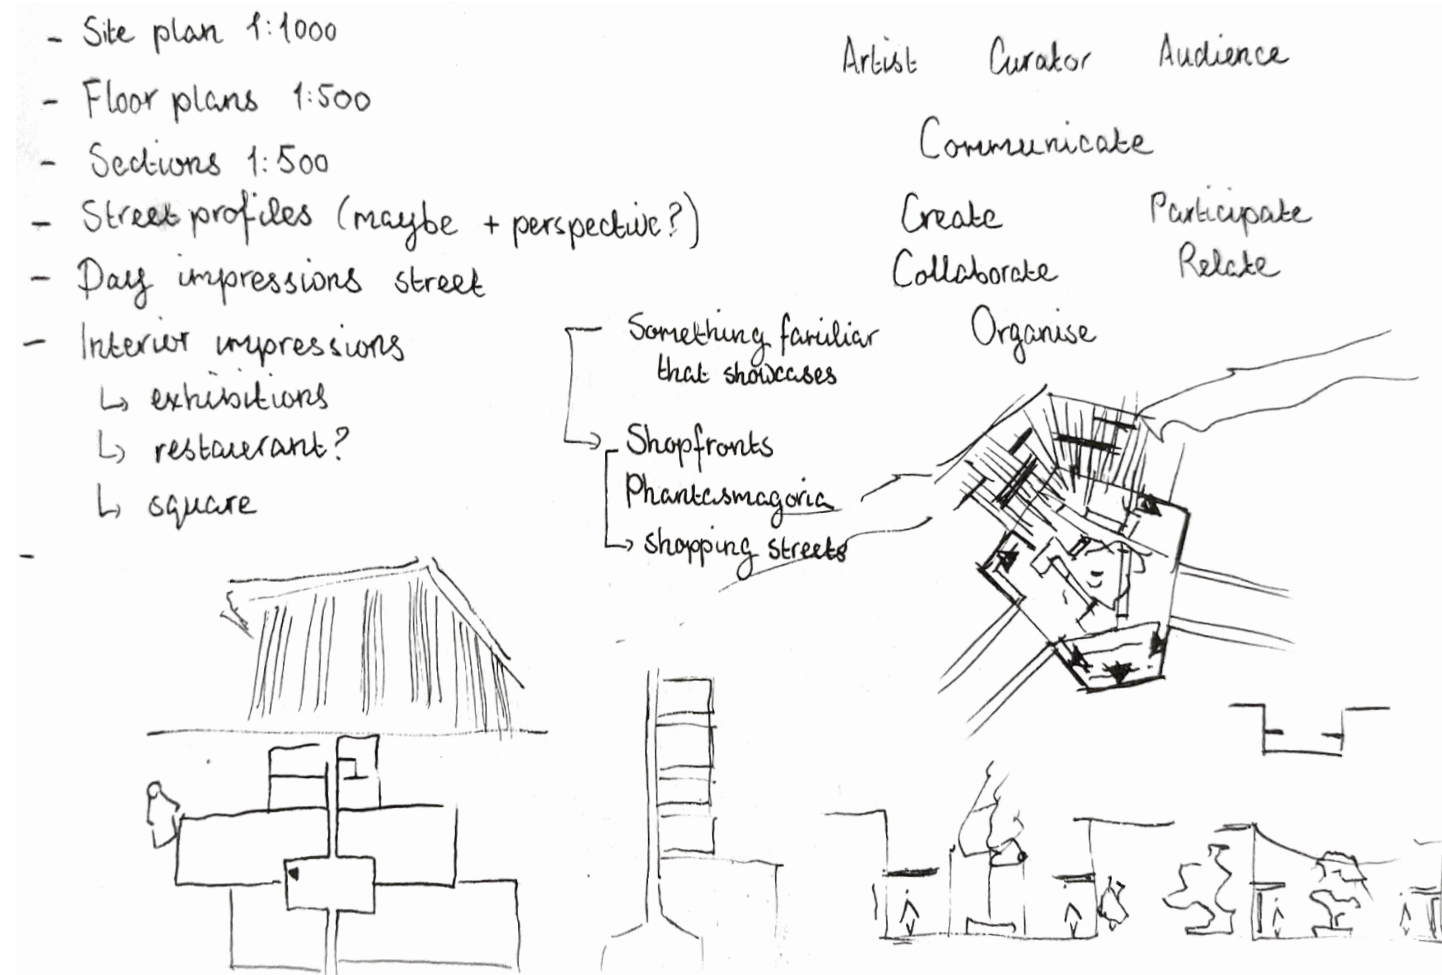 - Site plan 1:1000
- Floor plans 1:500
- Sections 1:500
- Street profiles (maybe + perspective?)
- Day impressions street
- Interior impressions
↳ exhibitions
↳ restaurant?
↳ square
-
Artist Curator Audience
Communicate
Create Participate
Collaborate Relate
Organise
Something familiar
that showcases
Shopfronts
Phantasmagoria
shopping streets